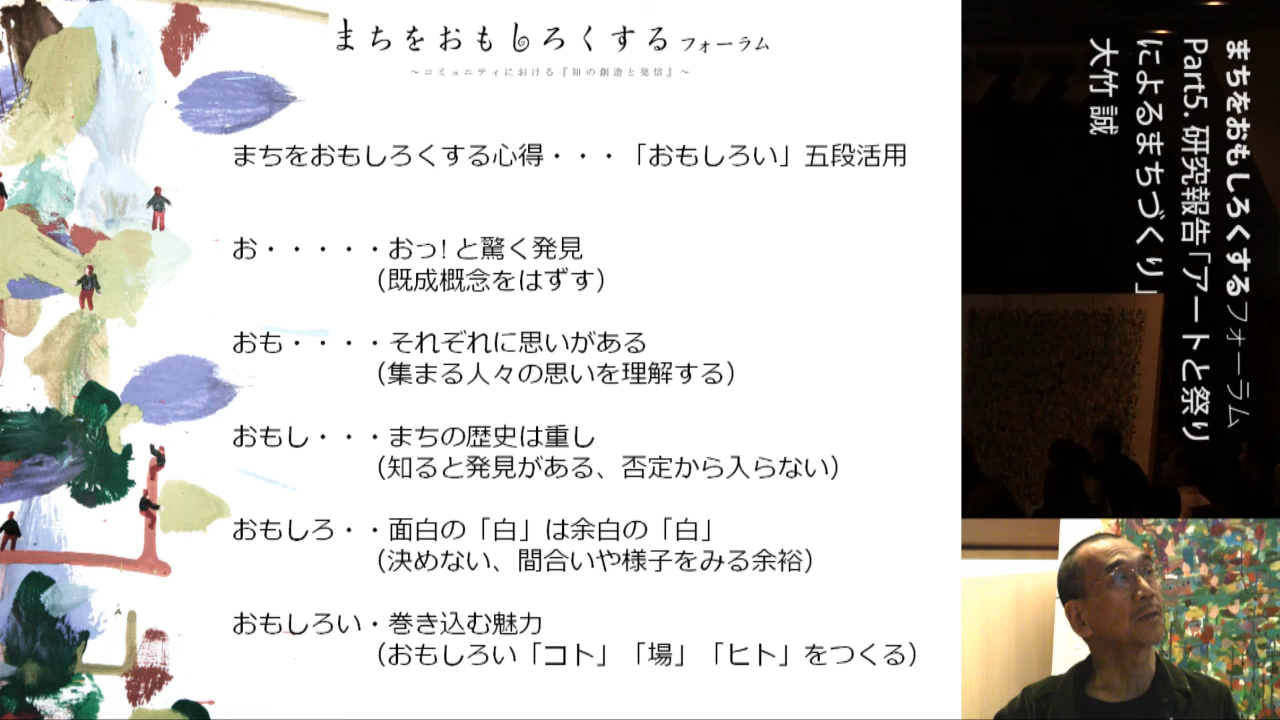 まちをおもしろくするフォーラム
～コミュニティにおける『知の創造と発信』～
まちをおもしろくする心得・・・「おもしろい」五段活用
お・・・・・おっ！と驚く発見
（既成概念をはずす）
おも・・・・それぞれに思いがある
（集まる人々の思いを理解する）
おもし・・・まちの歴史は重し
（知ると発見がある、否定から入らない）
おもしろ・・面白の「白」は余白の「白」
（決めない、間合いや様子をみる余裕）
おもしろい・巻き込む魅力
（おもしろい「コト」「場」「ヒト」をつくる）
まちをおもしろくするフォーラム
Part5. 研究報告「アートと祭り
によるまちづくり」
大竹 誠